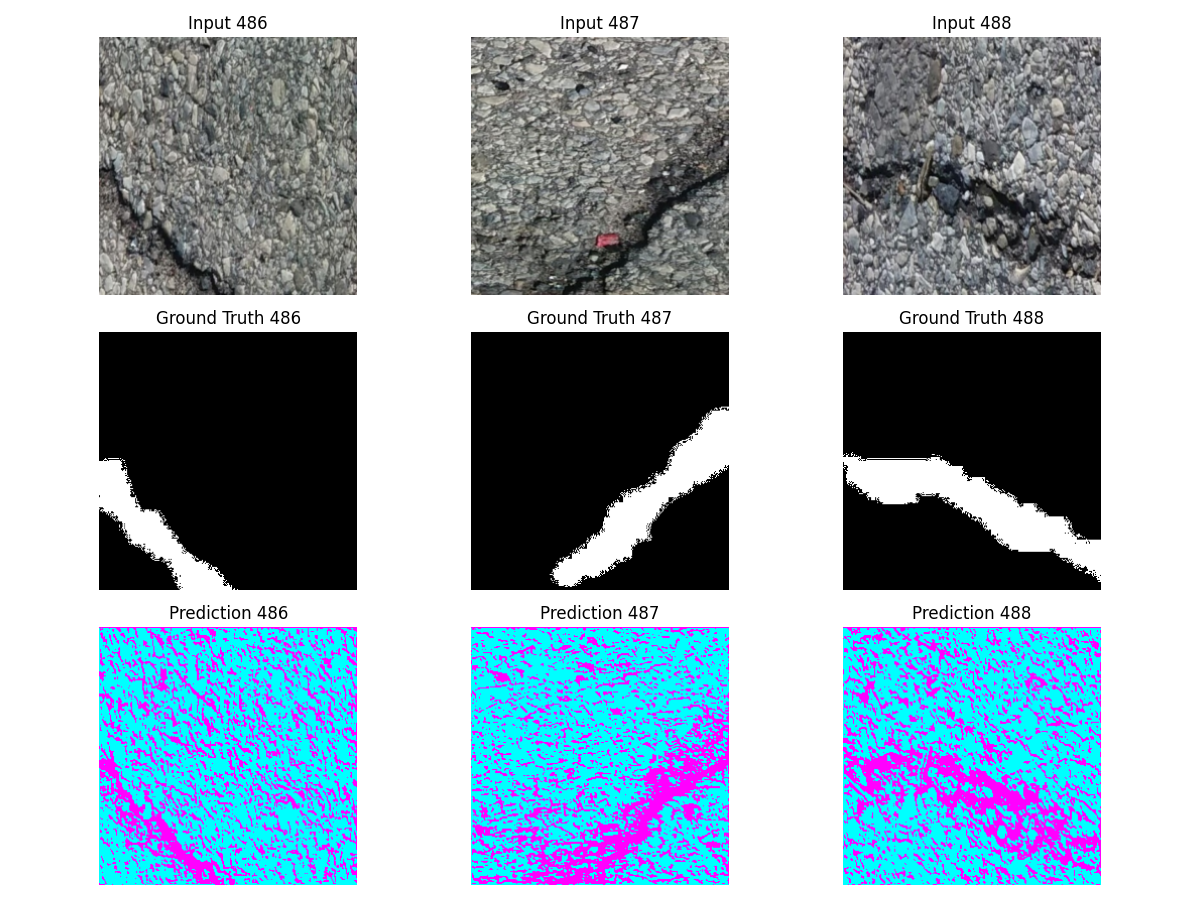 Input 486
Input 487
Input 488
Ground Truth 486
Ground Truth 487
Ground Truth 488
Prediction 486
Prediction 487
Prediction 488